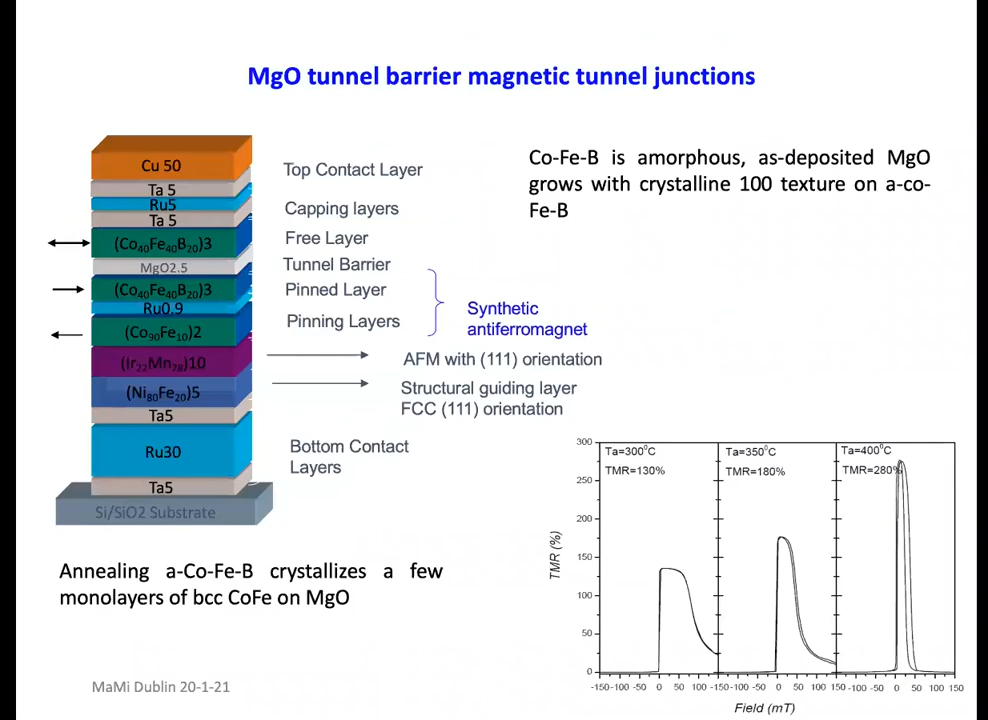 MgO tunnel barrier magnetic tunnel junctions
Cu 50
Ta 5
Ru5
Ta 5
(Co₄₀Fe₄₀B₂₀)3
MgO2.5
(Co₄₀Fe₄₀B₂₀)3
Ru0.9
(Co₉₀Fe₁₀)2
(Ir₂₂Mn₇₈)10
(Ni₈₀Fe₂₀)5
Ta5
Ru30
Ta5
Si/SiO2 Substrate
Top Contact Layer
Capping layers
Free Layer
Tunnel Barrier
Pinned Layer
Pinning Layers
Synthetic
antiferromagnet
AFM with (111) orientation
Structural guiding layer
FCC (111) orientation
Bottom Contact
Layers
Co-Fe-B is amorphous, as-deposited MgO
grows with crystalline 100 texture on a-co-
Fe-B
Annealing a-Co-Fe-B crystallizes a few
monolayers of bcc CoFe on MgO
TMR (%)
300
250
200
150
100
50
0
Ta=300°C
TMR=130%
Ta=350°C
TMR=180%
Ta=400°C
TMR=280%
-150 -100 -50 0 50 100 -150 -100 -50 0 50 100 150 -100 -50 0 50 100 150
Field (mT)
MaMi Dublin 20-1-21